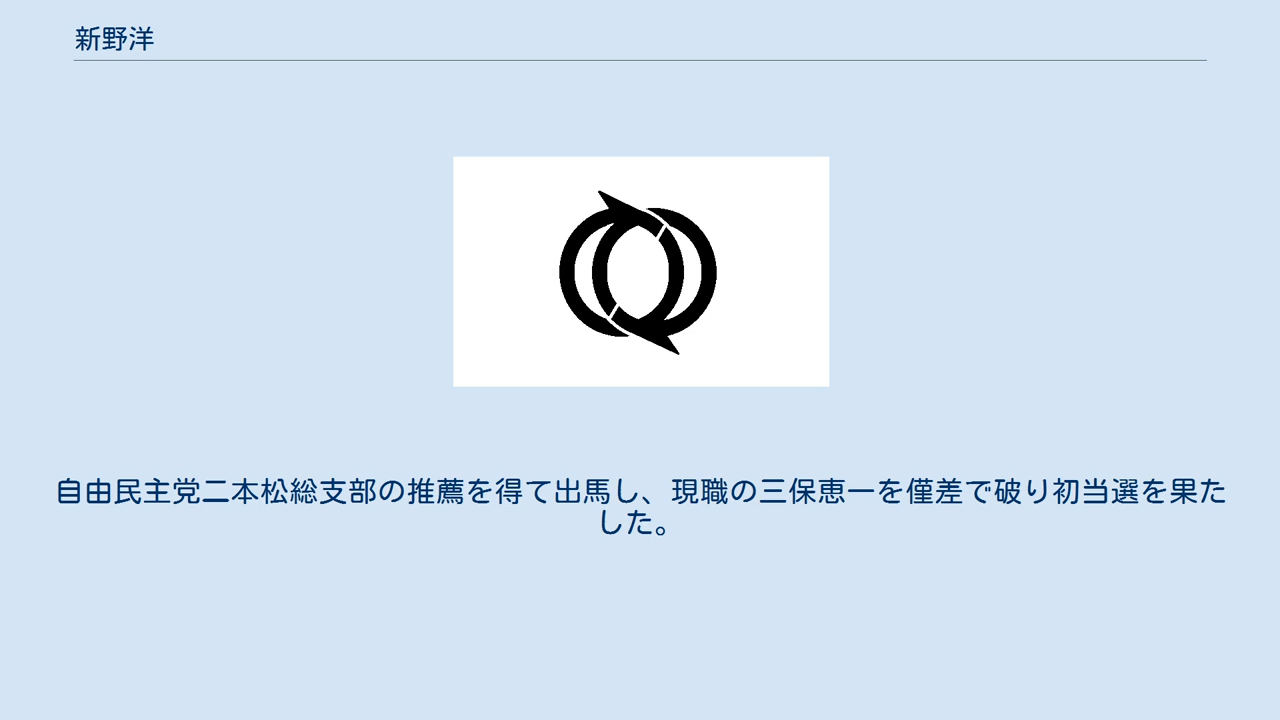 新野洋
自由民主党二本松総支部の推薦を得て出馬し、現職の三保恵一を僅差で破り初当選を果た
した。